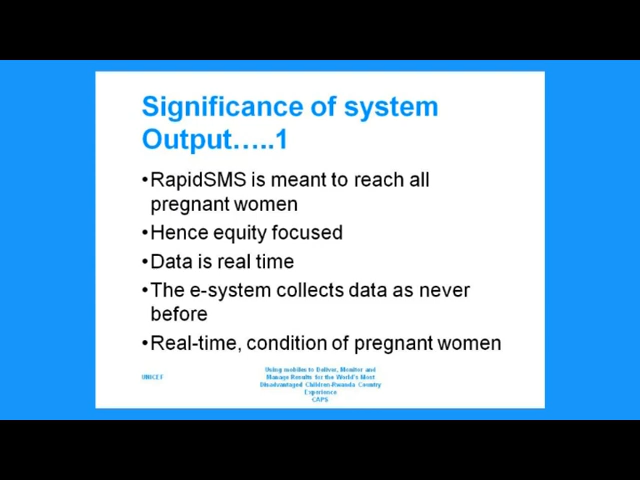 Significance of system
Output…..1
•RapidSMS is meant to reach all
pregnant women
•Hence equity focused
•Data is real time
•The e-system collects data as never
before
•Real-time, condition of pregnant women
UNICEF
Using mobiles to Deliver, Monitor and
Manage Results for the World's Most
Disadvantaged Children-Rwanda Country
Experience
CAPS